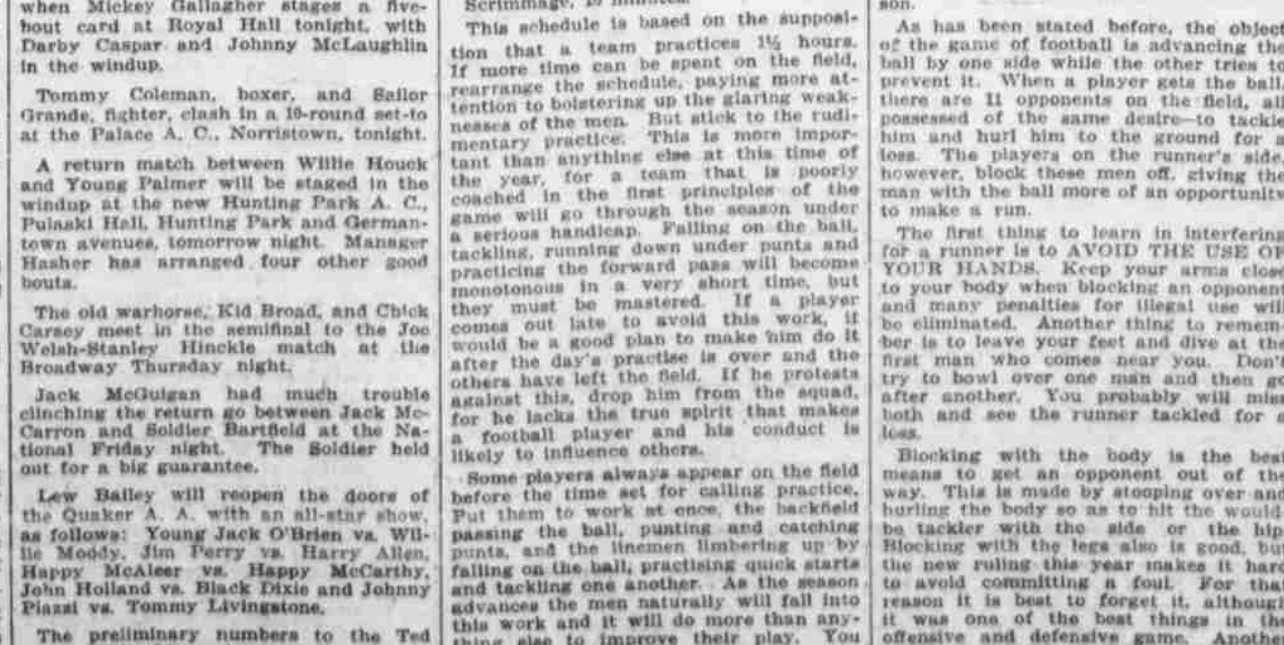 when Mickey Gallagher stages a five-
bout card at Royal Hall tonight, with
Darby Caspar and Johnny McLaughlin
in the windup.
Tommy Coleman, boxer, and Sailor
Grande, fighter, clash in a 10-round set-to
at the Palace A. C., Norristown, tonight.
A return match between Willie Houck
and Young Palmer will be staged in the
windup at the new Hunting Park A. C.,
Pulaski Hall, Hunting Park and German-
town avenues, tomorrow night. Manager
Hasher has arranged four other good
bouts.
The old warhorse, Kid Broad, and Chick
Carsey meet in the semifinal to the Joe
Welsh-Stanley Hinckle match at the
Broadway Thursday night.
Jack McGuigan had much trouble
clinching the return go between Jack Mc-
Carron and Soldier Bartfield at the Na-
tional Friday night. The Soldier held
out for a big guarantee.
Lew Bailey will reopen the doors of
the Quaker A. A. with an all-star show,
as follows: Young Jack O'Brien vs. Wil-
lie Moody, Jim Perry vs. Harry Allen,
Happy McAleer vs. Happy McCarthy,
John Holland vs. Black Dixie and Johnny
Piazzi vs. Tommy Livingstone.
The preliminary numbers to the Ted
Scrimmage, 10 minutes.
This schedule is based on the supposi-
tion that a team practices 1½ hours.
If more time can be spent on the field,
rearrange the schedule, paying more at-
tention to bolstering up the glaring weak-
nesses of the men. But stick to the rudi-
mentary practice. This is more impor-
tant than anything else at this time of
the year, for a team that is poorly
coached in the first principles of the
game will go through the season under
a serious handicap. Falling on the ball,
tackling, running down under punts and
practicing the forward pass will become
monotonous in a very short time, but
they must be mastered. If a player
comes out late to avoid this work, it
would be a good plan to make him do it
after the day's practise is over and the
others have left the field. If he protests
against this, drop him from the squad,
for he lacks the true spirit that makes
a football player and his conduct is
likely to influence others.
Some players always appear on the field
before the time set for calling practice.
Put them to work at once, the backfield
passing the ball, punting and catching
punts, and the linemen limbering up by
falling on the ball, practising quick starts
and tackling one another. As the season
advances the men naturally will fall into
this work and it will do more than any-
thing else to improve their play. You
son.
As has been stated before, the object
of the game of football is advancing the
ball by one side while the other tries to
prevent it. When a player gets the ball
there are 11 opponents on the field, all
possessed of the same desire—to tackle
him and hurl him to the ground for a
loss. The players on the runner's side,
however, block these men off, giving the
man with the ball more of an opportunity
to make a run.
The first thing to learn in interfering
for a runner is to AVOID THE USE OF
YOUR HANDS. Keep your arms close
to your body when blocking an opponent
and many penalties for illegal use will
be eliminated. Another thing to remem-
ber is to leave your feet and dive at the
first man who comes near you. Don't
try to bowl over one man and then go
after another. You probably will miss
both and see the runner tackled for a
loss.
Blocking with the body is the best
means to get an opponent out of the
way. This is made by stooping over and
hurling the body so as to hit the would-
be tackler with the side or the hip.
Blocking with the legs also is good, but
the new ruling this year makes it hard
to avoid committing a foul. For that
reason it is best to forget it, although
it was one of the best things in the
offensive and defensive game. Another